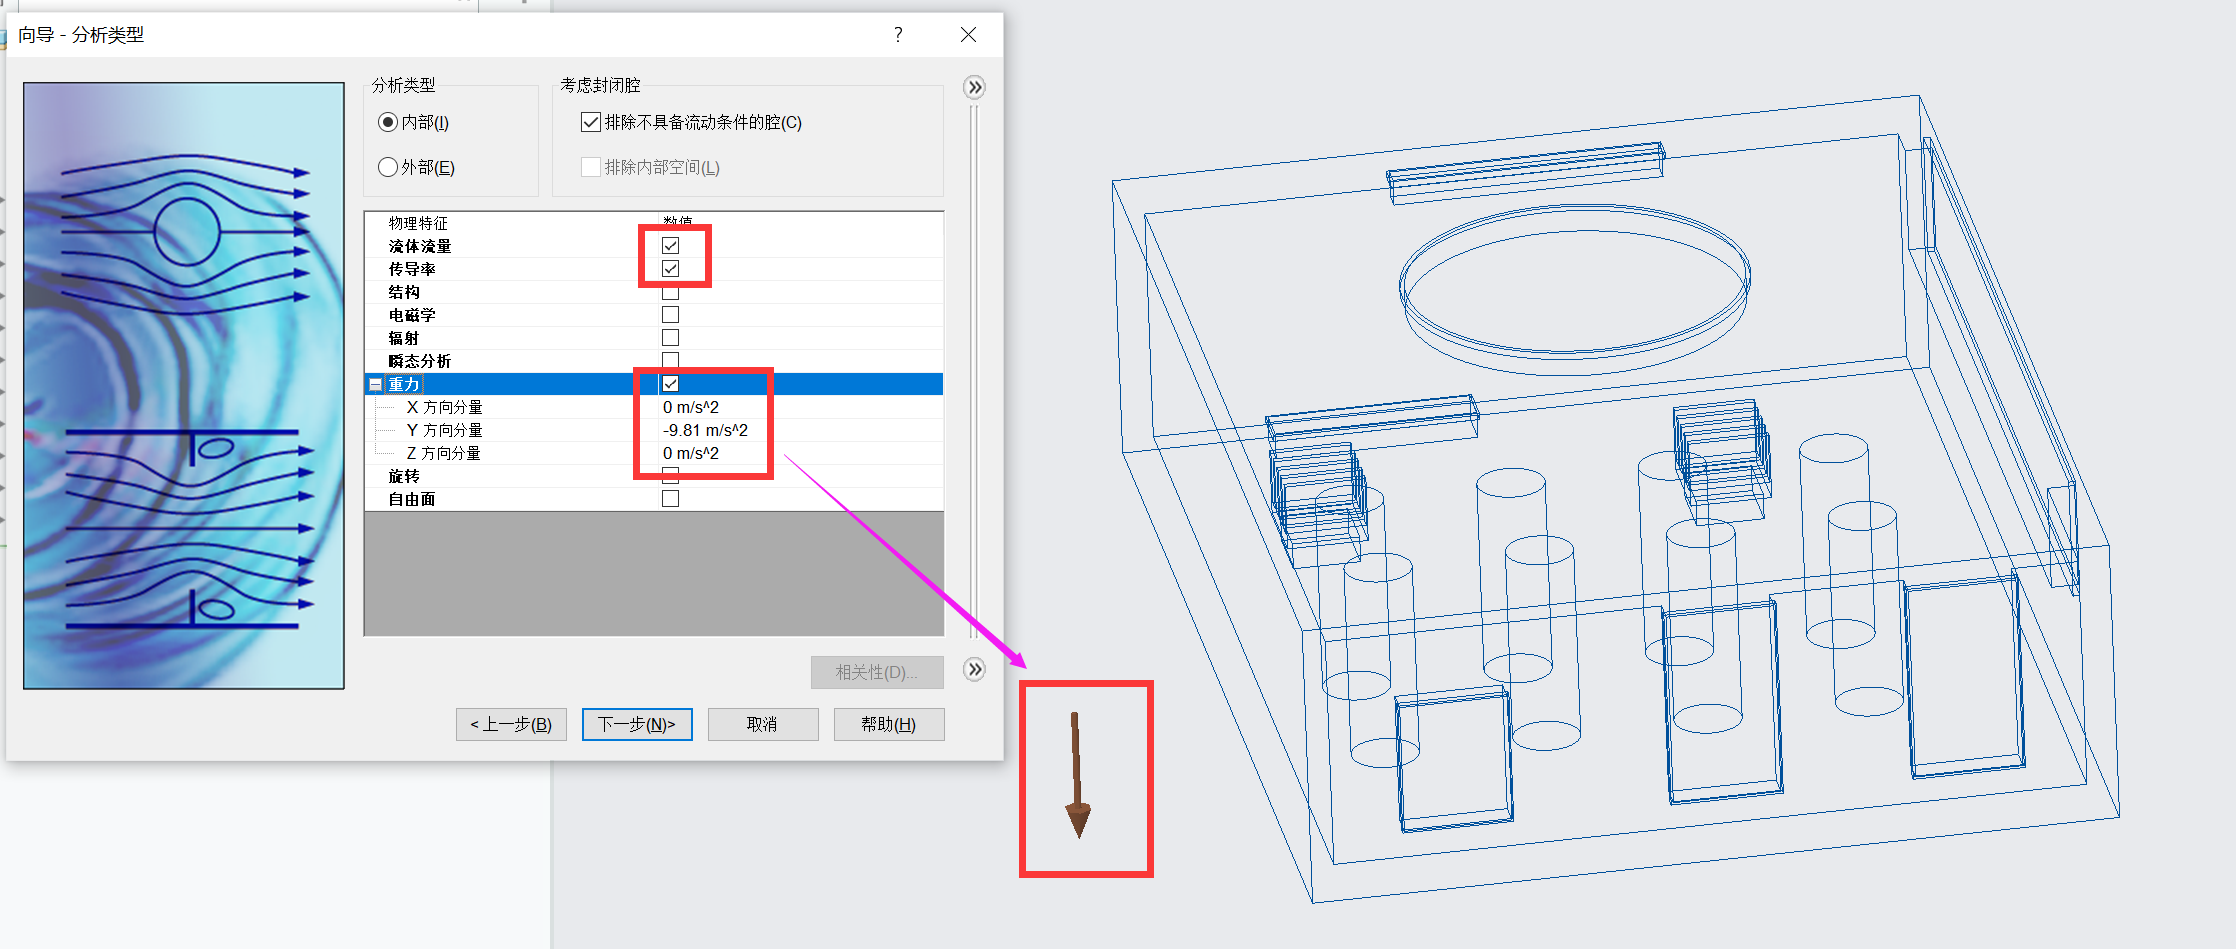 向导 - 分析类型
?
分析类型
内部(I)
外部(E)
考虑封闭腔
排除不具备流动条件的腔(C)
排除内部空间(L)
物理特征 数值
流体流量
传导率
结构
电磁学
辐射
瞬态分析
重力
X 方向分量 0 m/s^2
Y 方向分量 -9.81 m/s^2
Z 方向分量 0 m/s^2
旋转
自由面
相关性(D)...
< 上一步(B)
下一步(N)>
取消
帮助(H)